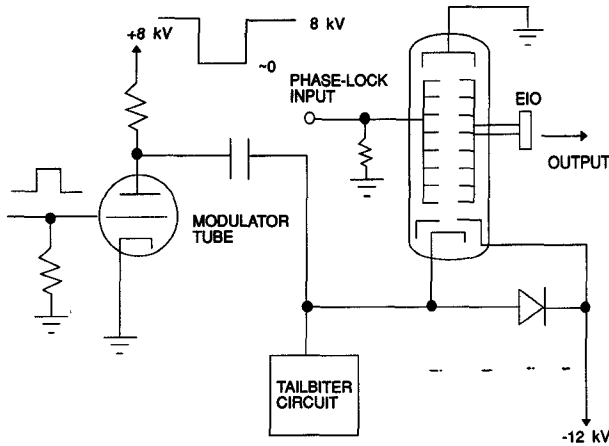 +8 kV
8 kV
~0
PHASE-LOCK
INPUT
EIO
OUTPUT
MODULATOR
TUBE
TAILBITER
CIRCUIT
-12 kV